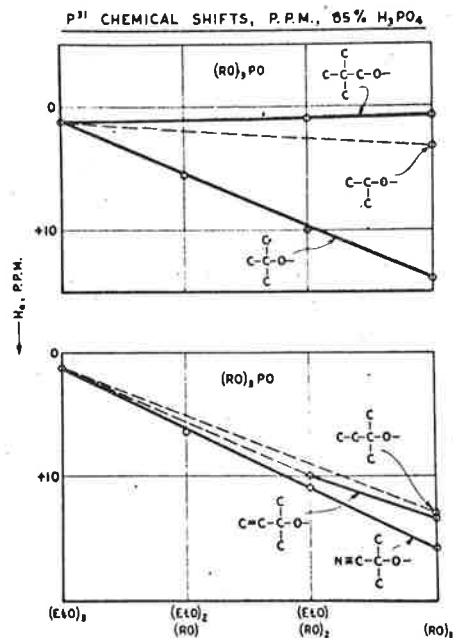 P³¹ CHEMICAL SHIFTS, P.P.M., 85% H₃PO₄
(RO)₃PO
C
C-C-C-O-
C
0
C-C-O-
C
+10
C
C-C-O-
C
H₀, P.P.M.
0
(RO)₃PO
C
C-C-C-O-
C
+10
C
C=C-C-O-
C
C
N≡C-C-O-
C
(EtO)₃
(EtO)₂
(RO)
(EtO)
(RO)₂
(RO)₃